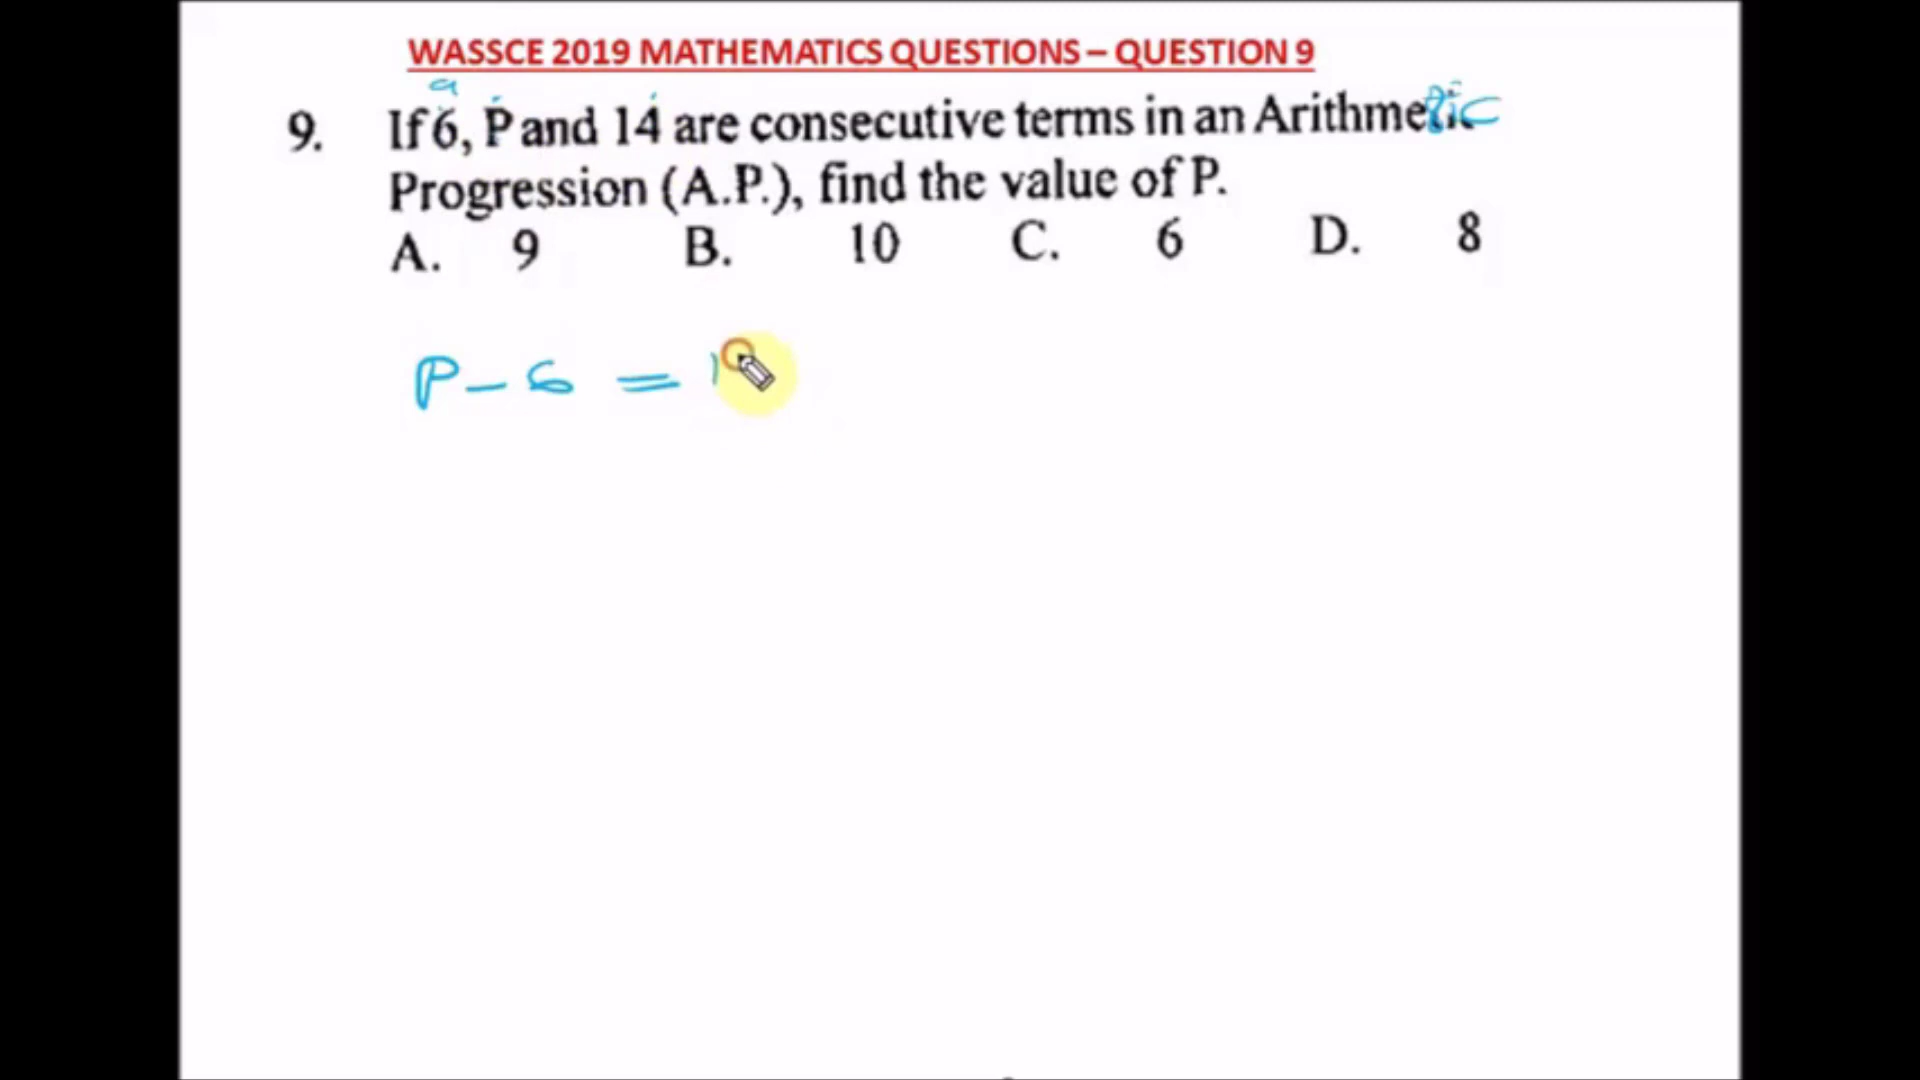 WASSCE 2019 MATHEMATICS QUESTIONS – QUESTION 9
a
9. If 6, P and 14 are consecutive terms in an Arithmetic
Progression (A.P.), find the value of P.
A. 9 B. 10 C. 6 D. 8
P - 6 = 1